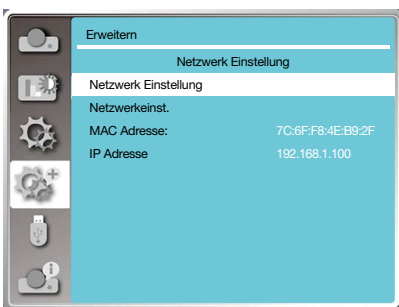 Erweitern
Netzwerk Einstellung
Netzwerk Einstellung
Netzwerkeinst.
MAC Adresse: 7C:6F:F8:4E:B9:2F
IP Adresse 192.168.1.100